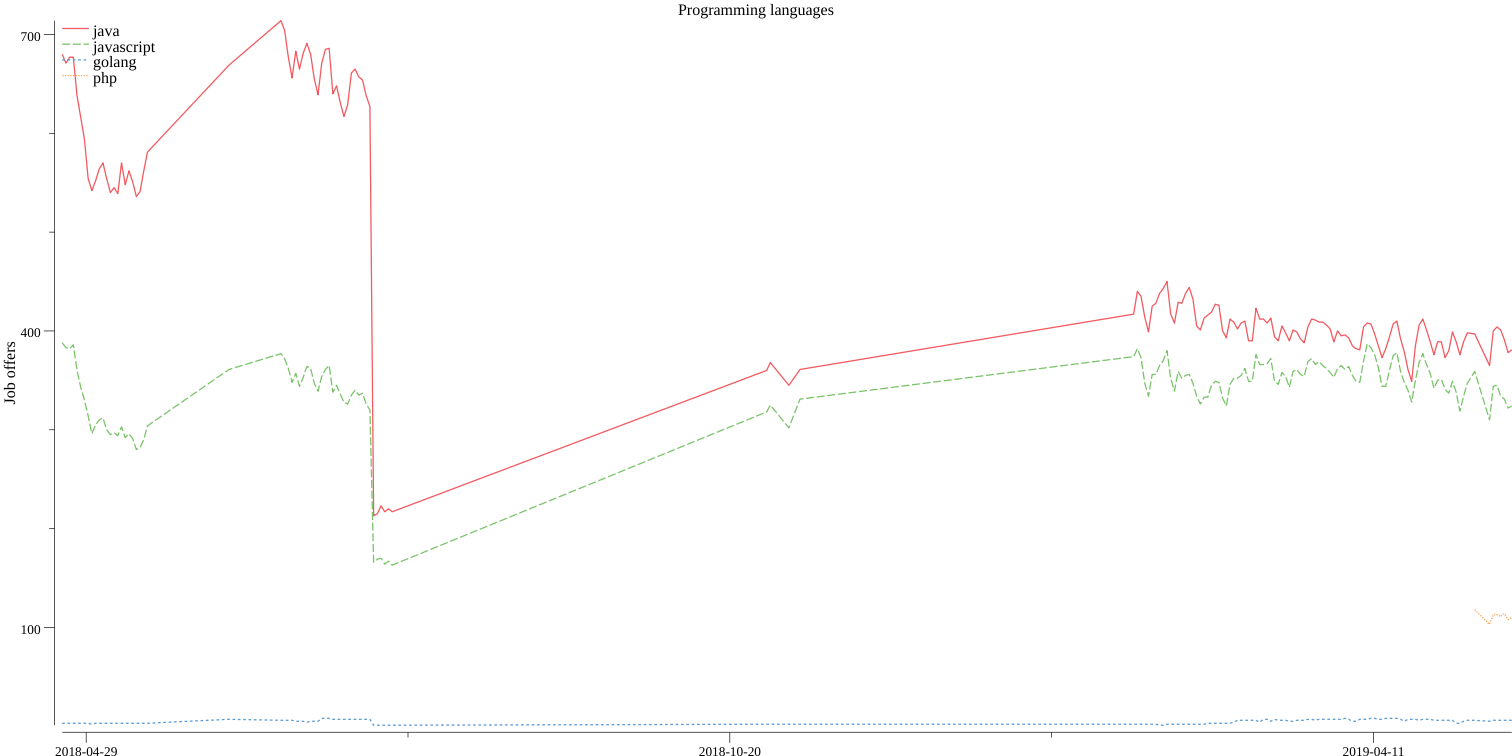 Programming languages
700
java
javascript
golang
php
400
Job offers
100
2018-04-29
2018-10-20
2019-04-11